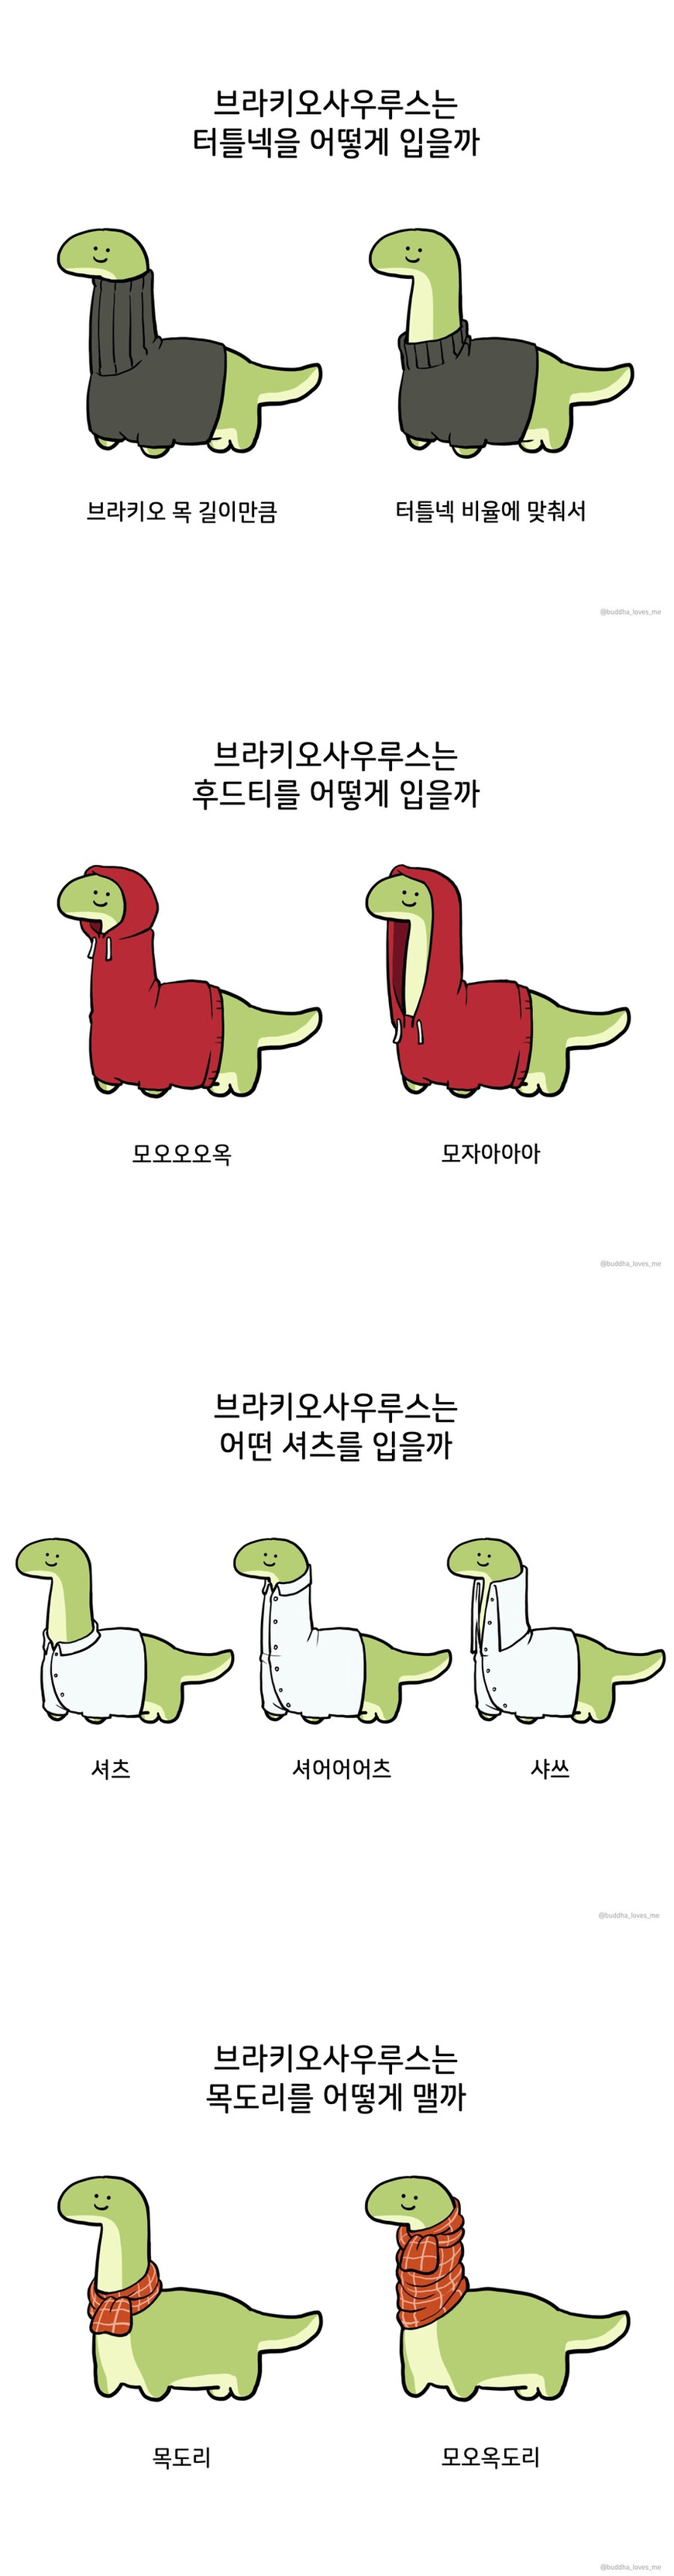 브라키오사우루스는
터틀넥을 어떻게 입을까
브라키오 목 길이만큼
터틀넥 비율에 맞춰서
@buddha_loves_me
브라키오사우루스는
후드티를 어떻게 입을까
모오오오옥
모자아아아
@buddha_loves_me
브라키오사우루스는
어떤 셔츠를 입을까
셔츠
셔어어어츠
샤쓰
@buddha_loves_me
브라키오사우루스는
목도리를 어떻게 맬까
목도리
모오옥도리
@buddha_loves_me